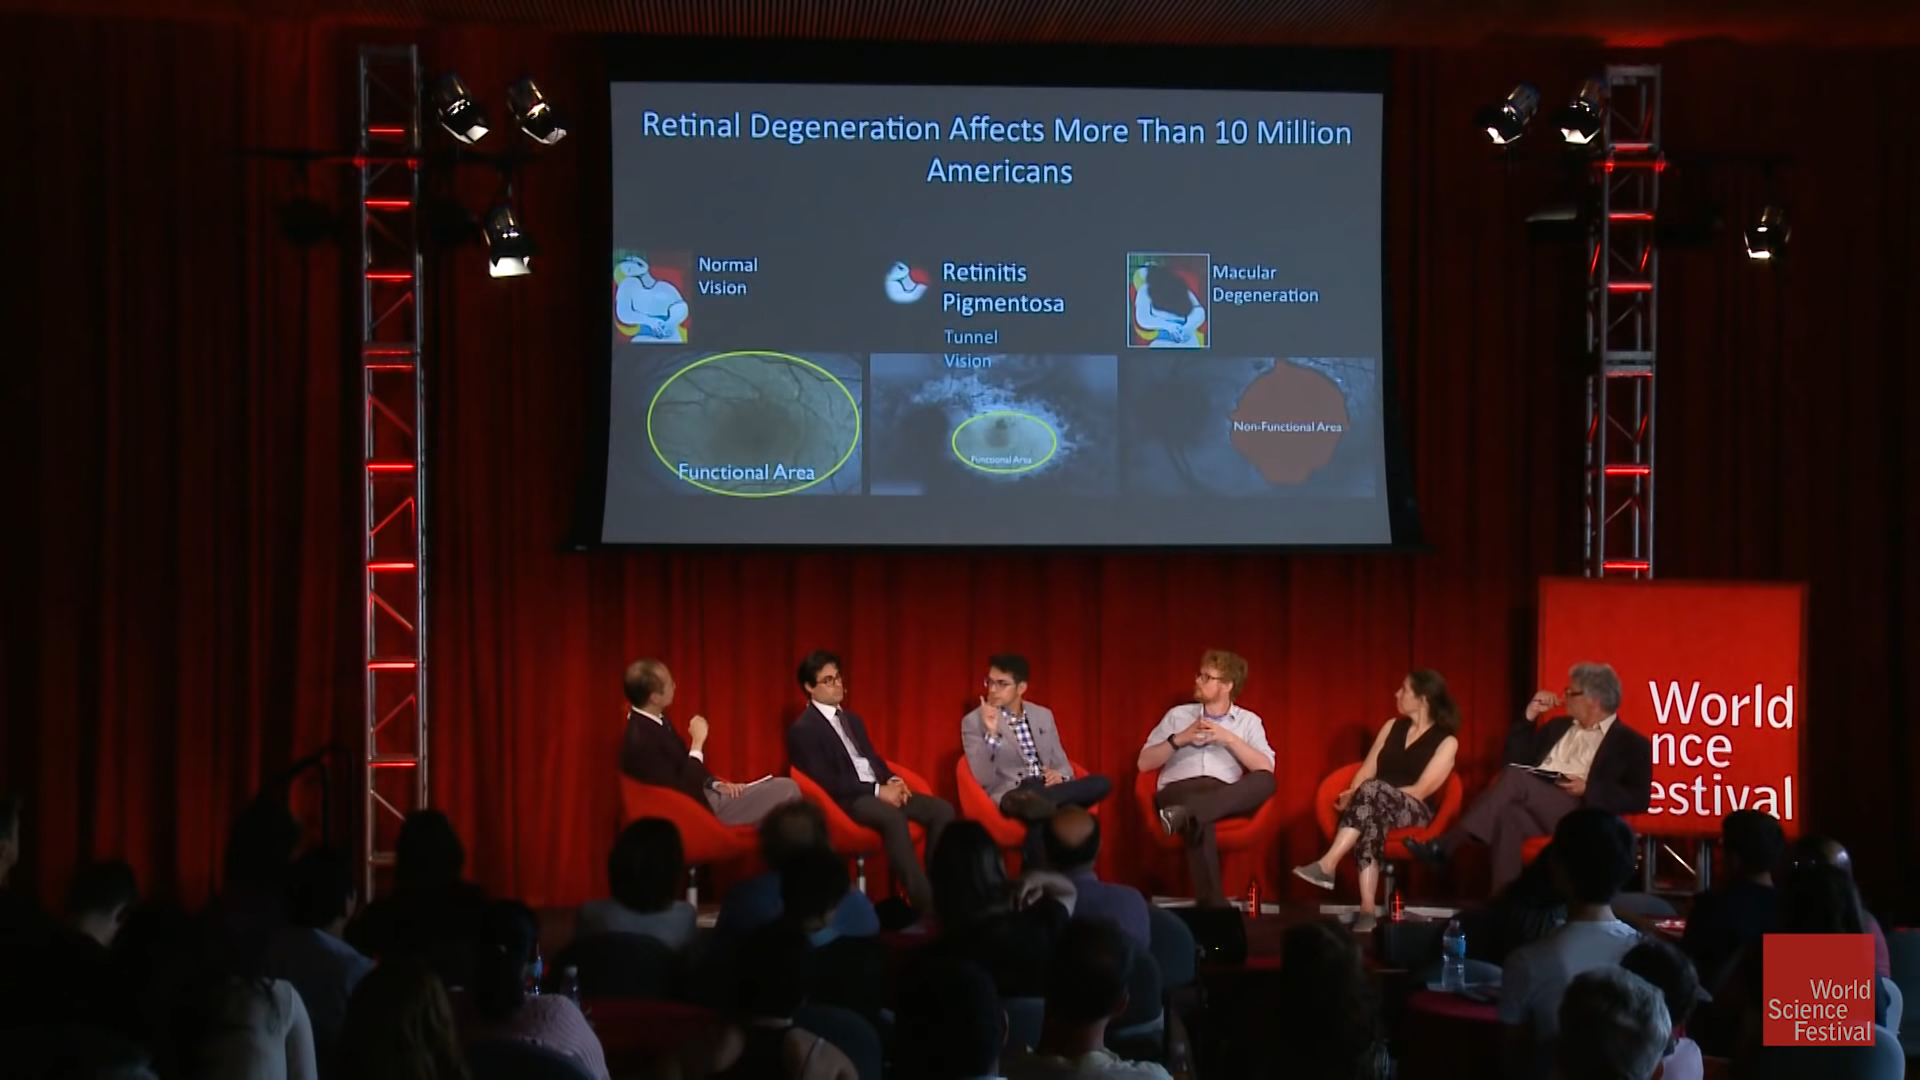 Retinal Degeneration Affects More Than 10 Million
Americans
Normal
Vision
Retinitis
Pigmentosa
Tunnel
Vision
Macular
Degeneration
Functional Area
Functional Area
Non-Functional Area
World
nce
estival
World
Science
Festival